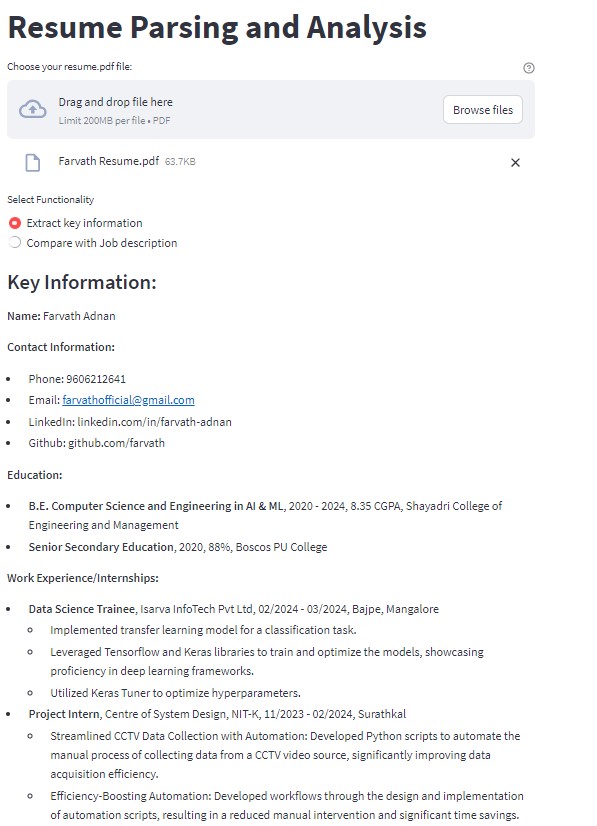 Resume Parsing and Analysis
Choose your resume.pdf file:
Drag and drop file here
Limit 200MB per file • PDF
Browse files
Farvath Resume.pdf 63.7KB
Select Functionality
Extract key information
Compare with Job description
Key Information:
Name: Farvath Adnan
Contact Information:
• Phone: 9606212641
• Email: farvathofficial@gmail.com
• LinkedIn: linkedin.com/in/farvath-adnan
• Github: github.com/farvath
Education:
• B.E. Computer Science and Engineering in AI & ML, 2020 - 2024, 8.35 CGPA, Shayadri College of
Engineering and Management
• Senior Secondary Education, 2020, 88%, Boscos PU College
Work Experience/Internships:
• Data Science Trainee, Isarva InfoTech Pvt Ltd, 02/2024 - 03/2024, Bajpe, Mangalore
○ Implemented transfer learning model for a classification task.
○ Leveraged Tensorflow and Keras libraries to train and optimize the models, showcasing
proficiency in deep learning frameworks.
○ Utilized Keras Tuner to optimize hyperparameters.
• Project Intern, Centre of System Design, NIT-K, 11/2023 - 02/2024, Surathkal
○ Streamlined CCTV Data Collection with Automation: Developed Python scripts to automate the
manual process of collecting data from a CCTV video source, significantly improving data
acquisition efficiency.
○ Efficiency-Boosting Automation: Developed workflows through the design and implementation
of automation scripts, resulting in a reduced manual intervention and significant time savings.